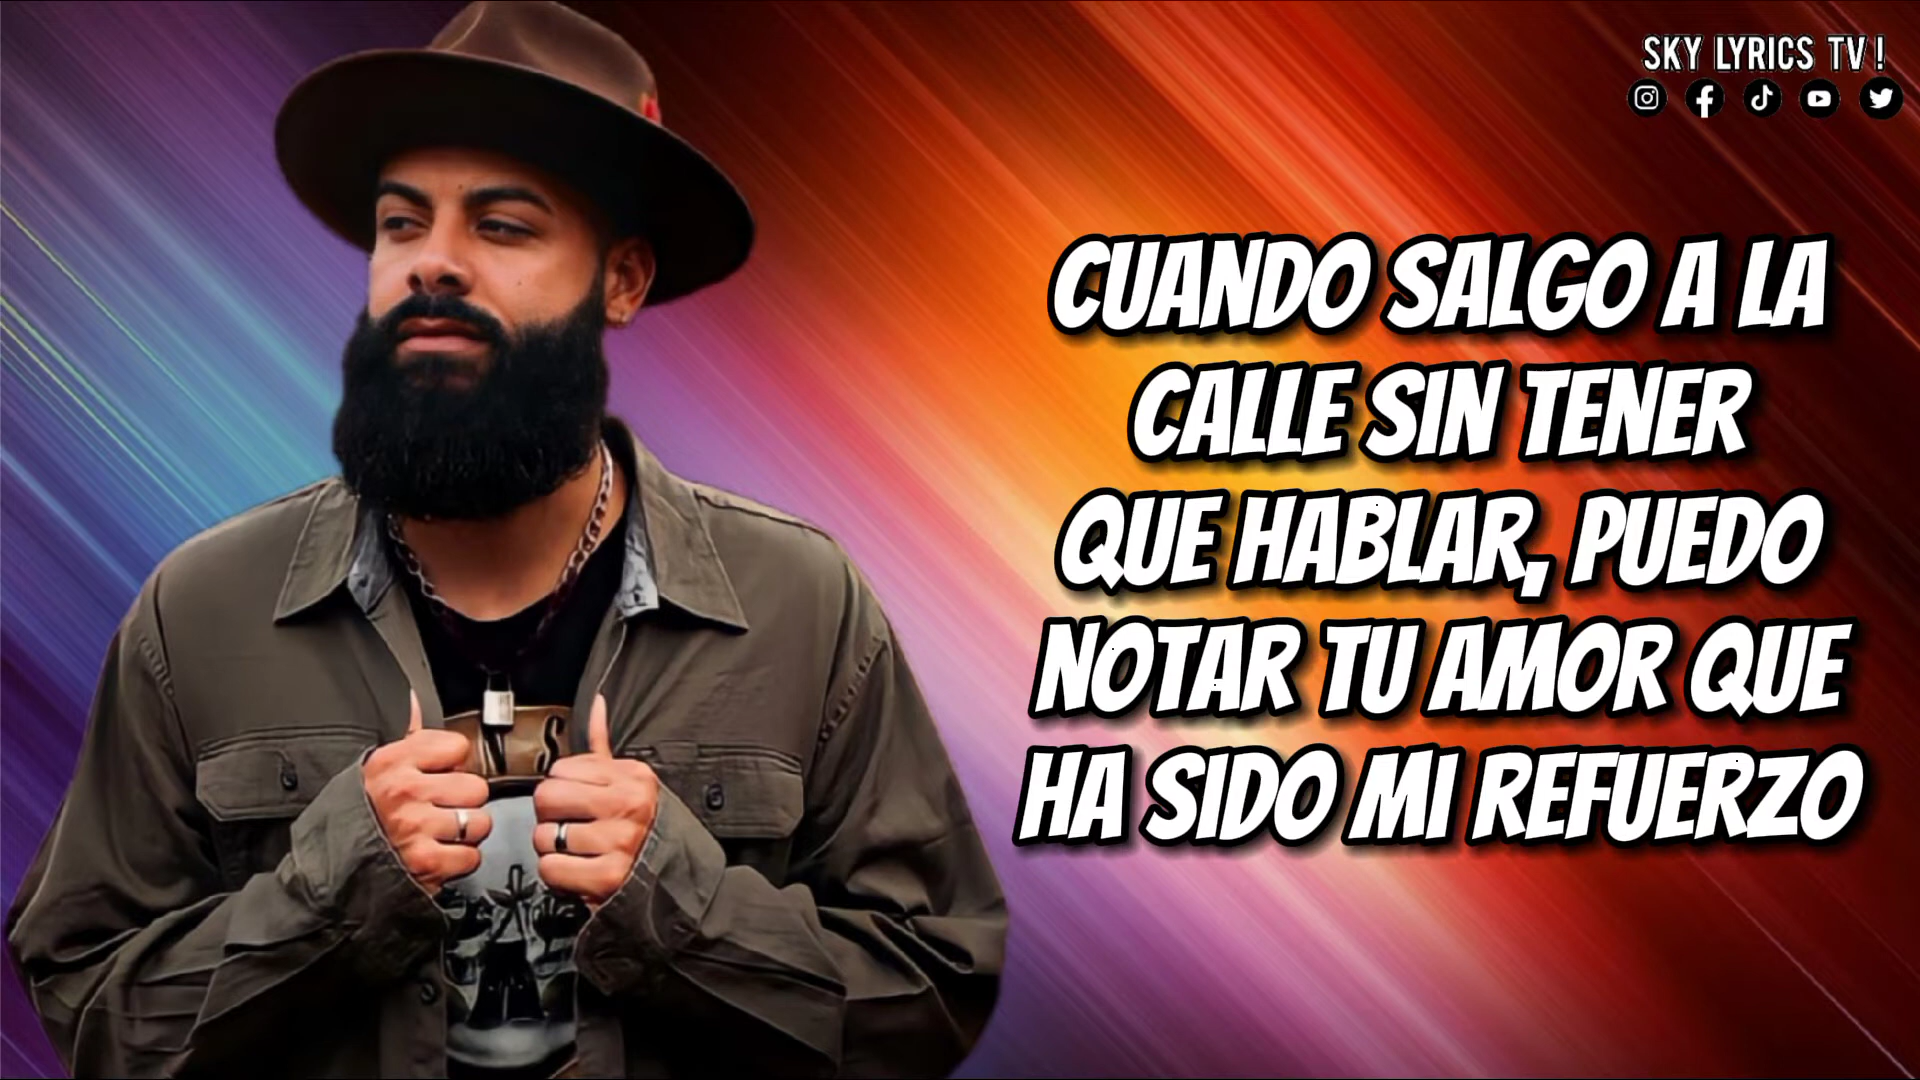 SKY LYRICS TV !
CUANDO SALGO A LA
CALLE SIN TENER
QUE HABLAR, PUEDO
NOTAR TU AMOR QUE
HA SIDO MI REFUERZO